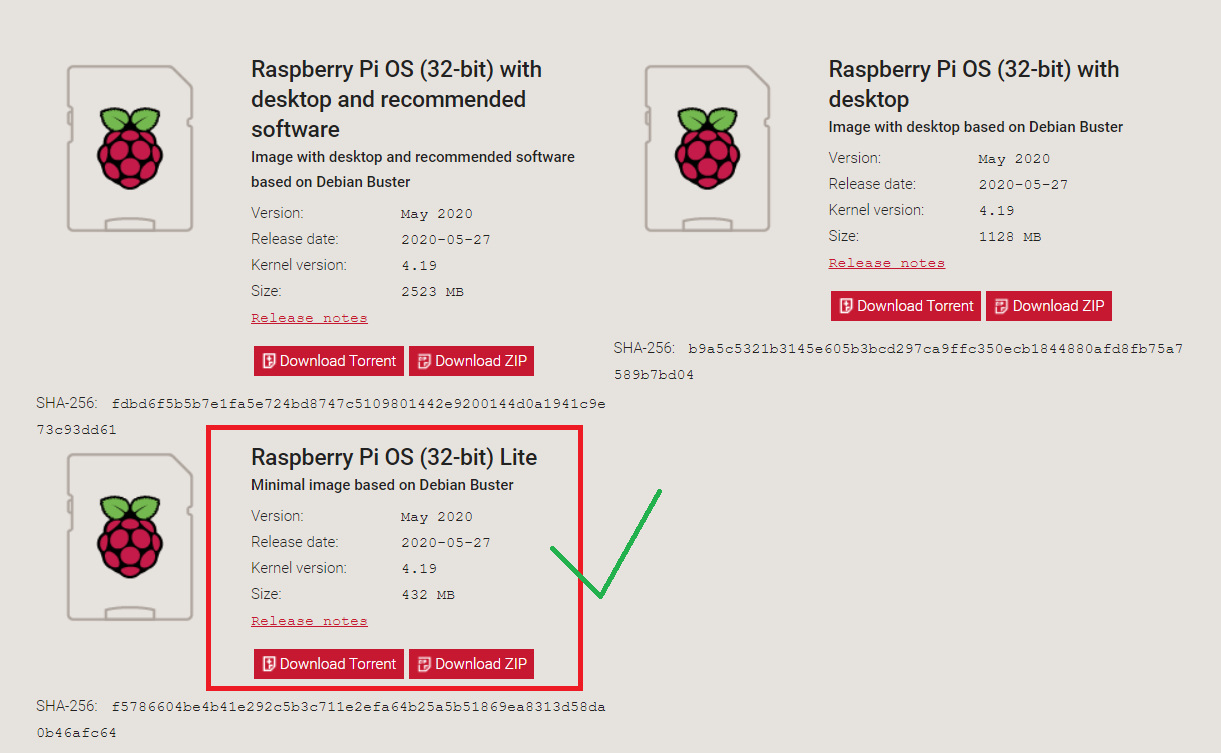 Raspberry Pi OS (32-bit) with
desktop and recommended
software
Image with desktop and recommended software
based on Debian Buster
Version: May 2020
Release date: 2020-05-27
Kernel version: 4.19
Size: 2523 MB
Release notes
Download Torrent Download ZIP
SHA-256: fdbd6f5b5b7e1fa5e724bd8747c5109801442e9200144d0a1941c9e
73c93dd61
Raspberry Pi OS (32-bit) with
desktop
Image with desktop based on Debian Buster
Version: May 2020
Release date: 2020-05-27
Kernel version: 4.19
Size: 1128 MB
Release notes
Download Torrent Download ZIP
SHA-256: b9a5c5321b3145e605b3bcd297ca9ffc350ecb1844880afd8fb75a7
589b7bd04
Raspberry Pi OS (32-bit) Lite
Minimal image based on Debian Buster
Version: May 2020
Release date: 2020-05-27
Kernel version: 4.19
Size: 432 MB
Release notes
Download Torrent Download ZIP
SHA-256: f5786604be4b41e292c5b3c711e2efa64b25a5b51869ea8313d58da
0b46afc64